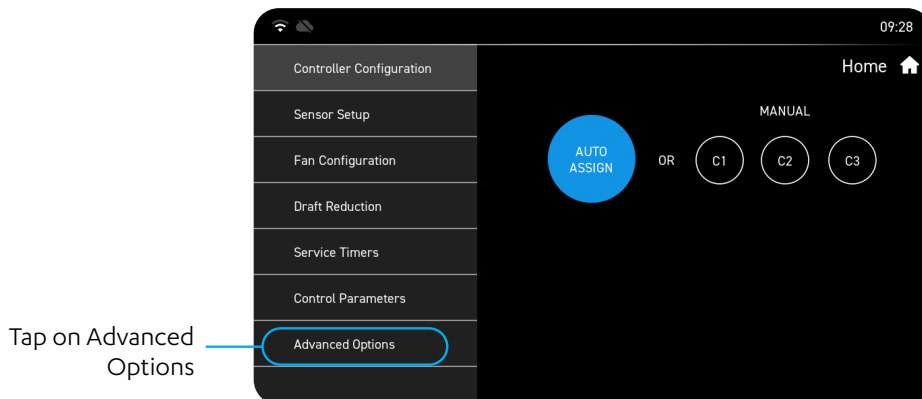 09:28
Controller Configuration
Home
Sensor Setup
MANUAL
Fan Configuration
AUTO
ASSIGN
OR
C1
C2
C3
Draft Reduction
Service Timers
Control Parameters
Advanced Options
Tap on Advanced
Options